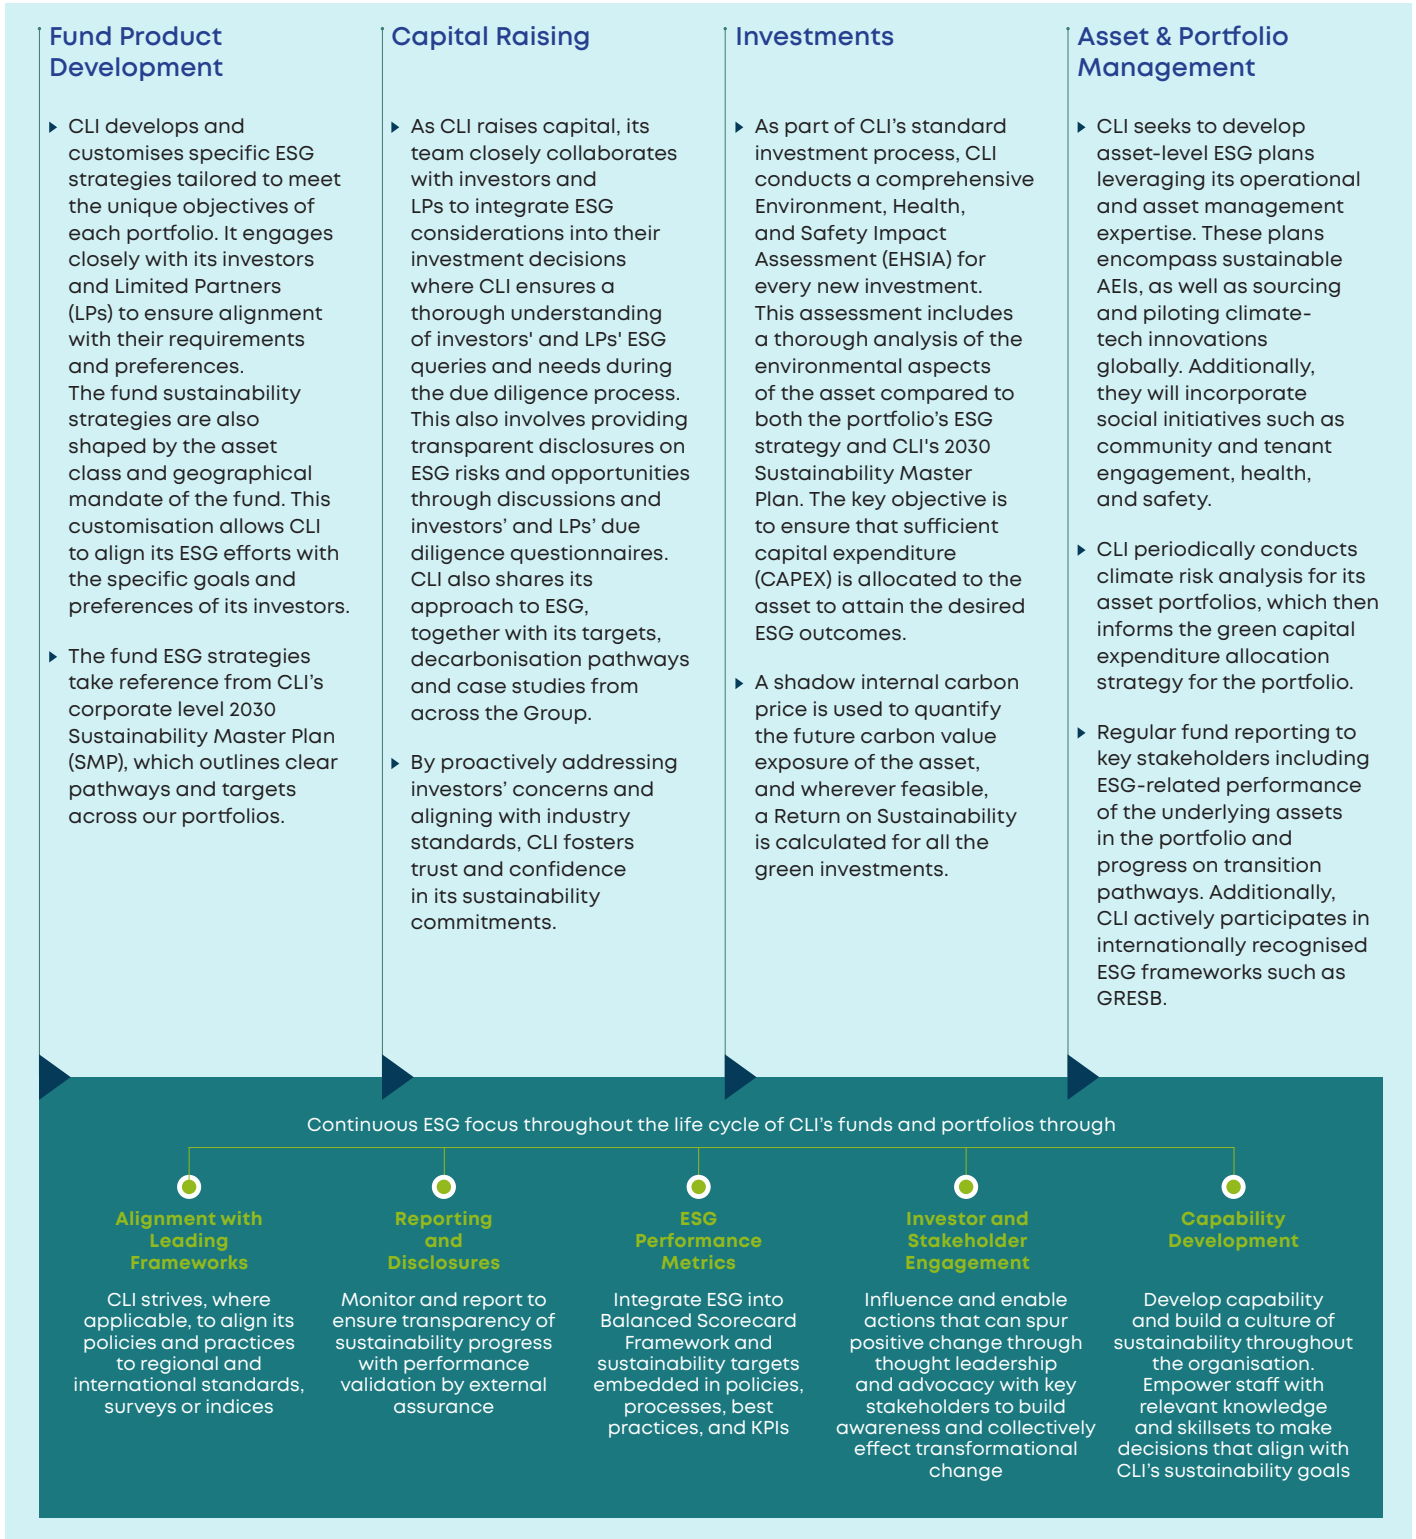 Fund Product
Development
CLI develops and
customises specific ESG
strategies tailored to meet
the unique objectives of
each portfolio. It engages
closely with its investors
and Limited Partners
(LPs) to ensure alignment
with their requirements
and preferences.
The fund sustainability
strategies are also
shaped by the asset
class and geographical
mandate of the fund. This
customisation allows CLI
to align its ESG efforts with
the specific goals and
preferences of its investors.
The fund ESG strategies
take reference from CLI’s
corporate level 2030
Sustainability Master Plan
(SMP), which outlines clear
pathways and targets
across our portfolios.
Capital Raising
As CLI raises capital, its
team closely collaborates
with investors and
LPs to integrate ESG
considerations into their
investment decisions
where CLI ensures a
thorough understanding
of investors' and LPs' ESG
queries and needs during
the due diligence process.
This also involves providing
transparent disclosures on
ESG risks and opportunities
through discussions and
investors’ and LPs’ due
diligence questionnaires.
CLI also shares its
approach to ESG,
together with its targets,
decarbonisation pathways
and case studies from
across the Group.
By proactively addressing
investors’ concerns and
aligning with industry
standards, CLI fosters
trust and confidence
in its sustainability
commitments.
Investments
As part of CLI’s standard
investment process, CLI
conducts a comprehensive
Environment, Health,
and Safety Impact
Assessment (EHSIA) for
every new investment.
This assessment includes
a thorough analysis of the
environmental aspects
of the asset compared to
both the portfolio’s ESG
strategy and CLI's 2030
Sustainability Master
Plan. The key objective is
to ensure that sufficient
capital expenditure
(CAPEX) is allocated to the
asset to attain the desired
ESG outcomes.
A shadow internal carbon
price is used to quantify
the future carbon value
exposure of the asset,
and wherever feasible,
a Return on Sustainability
is calculated for all the
green investments.
Asset & Portfolio
Management
CLI seeks to develop
asset-level ESG plans
leveraging its operational
and asset management
expertise. These plans
encompass sustainable
AEIs, as well as sourcing
and piloting climate-
tech innovations
globally. Additionally,
they will incorporate
social initiatives such as
community and tenant
engagement, health,
and safety.
CLI periodically conducts
climate risk analysis for its
asset portfolios, which then
informs the green capital
expenditure allocation
strategy for the portfolio.
Regular fund reporting to
key stakeholders including
ESG-related performance
of the underlying assets
in the portfolio and
progress on transition
pathways. Additionally,
CLI actively participates in
internationally recognised
ESG frameworks such as
GRESB.
Continuous ESG focus throughout the life cycle of CLI’s funds and portfolios through
Alignment with
Leading
Frameworks
CLI strives, where
applicable, to align its
policies and practices
to regional and
international standards,
surveys or indices
Reporting
and
Disclosures
Monitor and report to
ensure transparency of
sustainability progress
with performance
validation by external
assurance
ESG
Performance
Metrics
Integrate ESG into
Balanced Scorecard
Framework and
sustainability targets
embedded in policies,
processes, best
practices, and KPIs
Investor and
Stakeholder
Engagement
Influence and enable
actions that can spur
positive change through
thought leadership
and advocacy with key
stakeholders to build
awareness and collectively
effect transformational
change
Capability
Development
Develop capability
and build a culture of
sustainability throughout
the organisation.
Empower staff with
relevant knowledge
and skillsets to make
decisions that align with
CLI’s sustainability goals